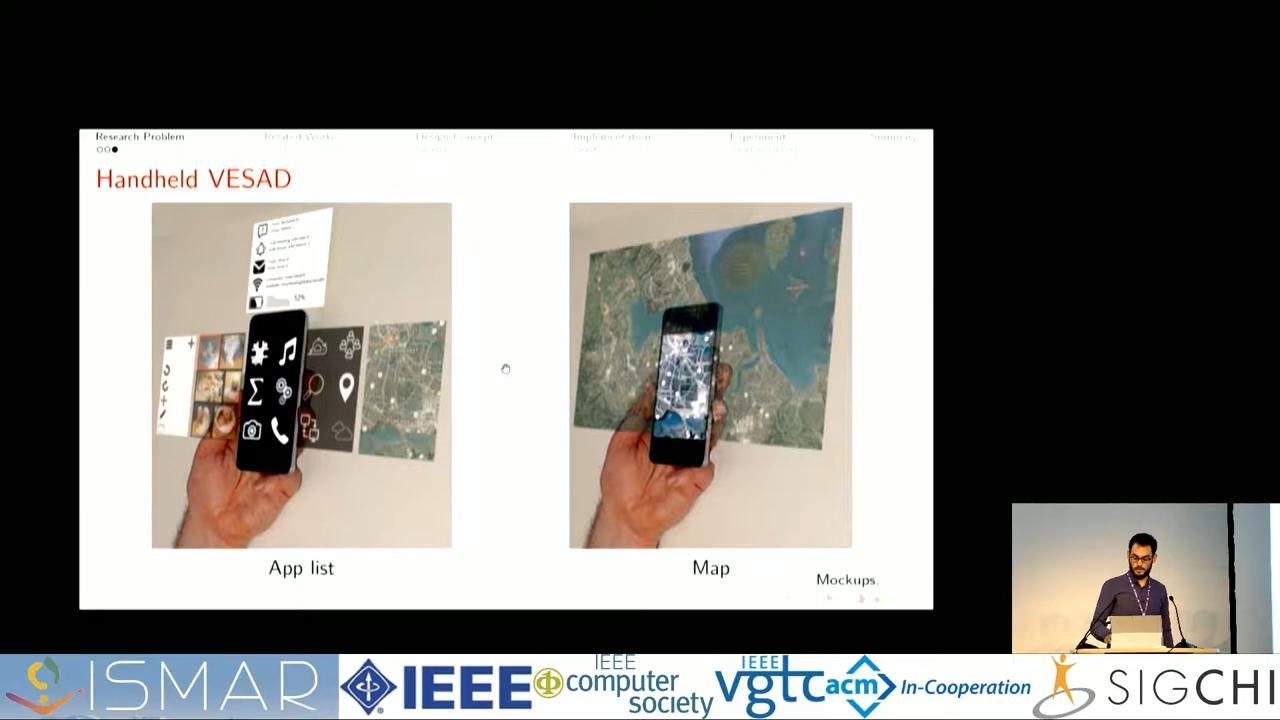 Research Problem
Related Works
Design Concept
Implementation
Experiment
Summary
Handheld VESAD
52%
App list
Map
Mockups.
ISMAR
IEEE
IEEE
computer
society
IEEE
vgtc
acm
In-Cooperation
SIGCHI